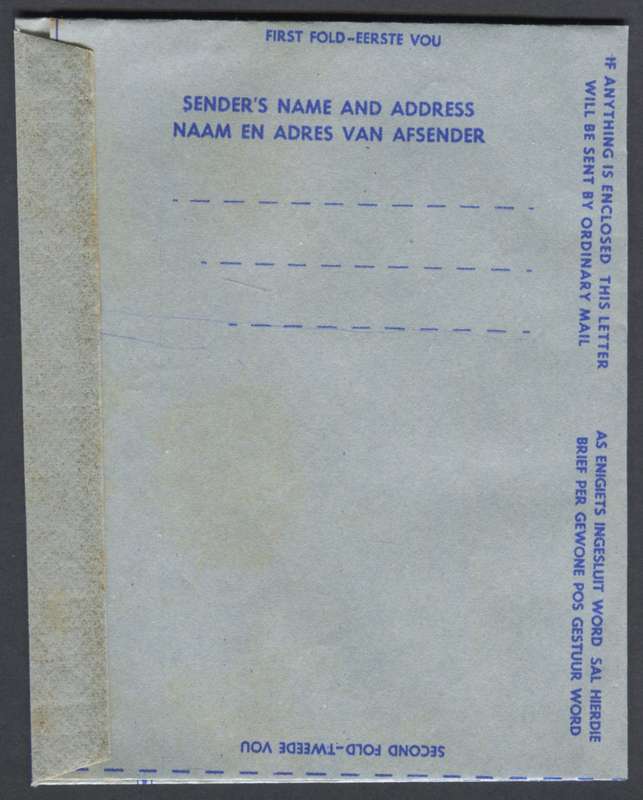 FIRST FOLD-EERSTE VOU
SENDER'S NAME AND ADDRESS
NAAM EN ADRES VAN AFSENDER
IF ANYTHING IS ENCLOSED THIS LETTER
WILL BE SENT BY ORDINARY MAIL
AS ENIGIETS INGESLUIT WORD SAL HIERDIE
BRIEF PER GEWONE POS GESTUUR WORD
SECOND FOLD-TWEEDE VOU